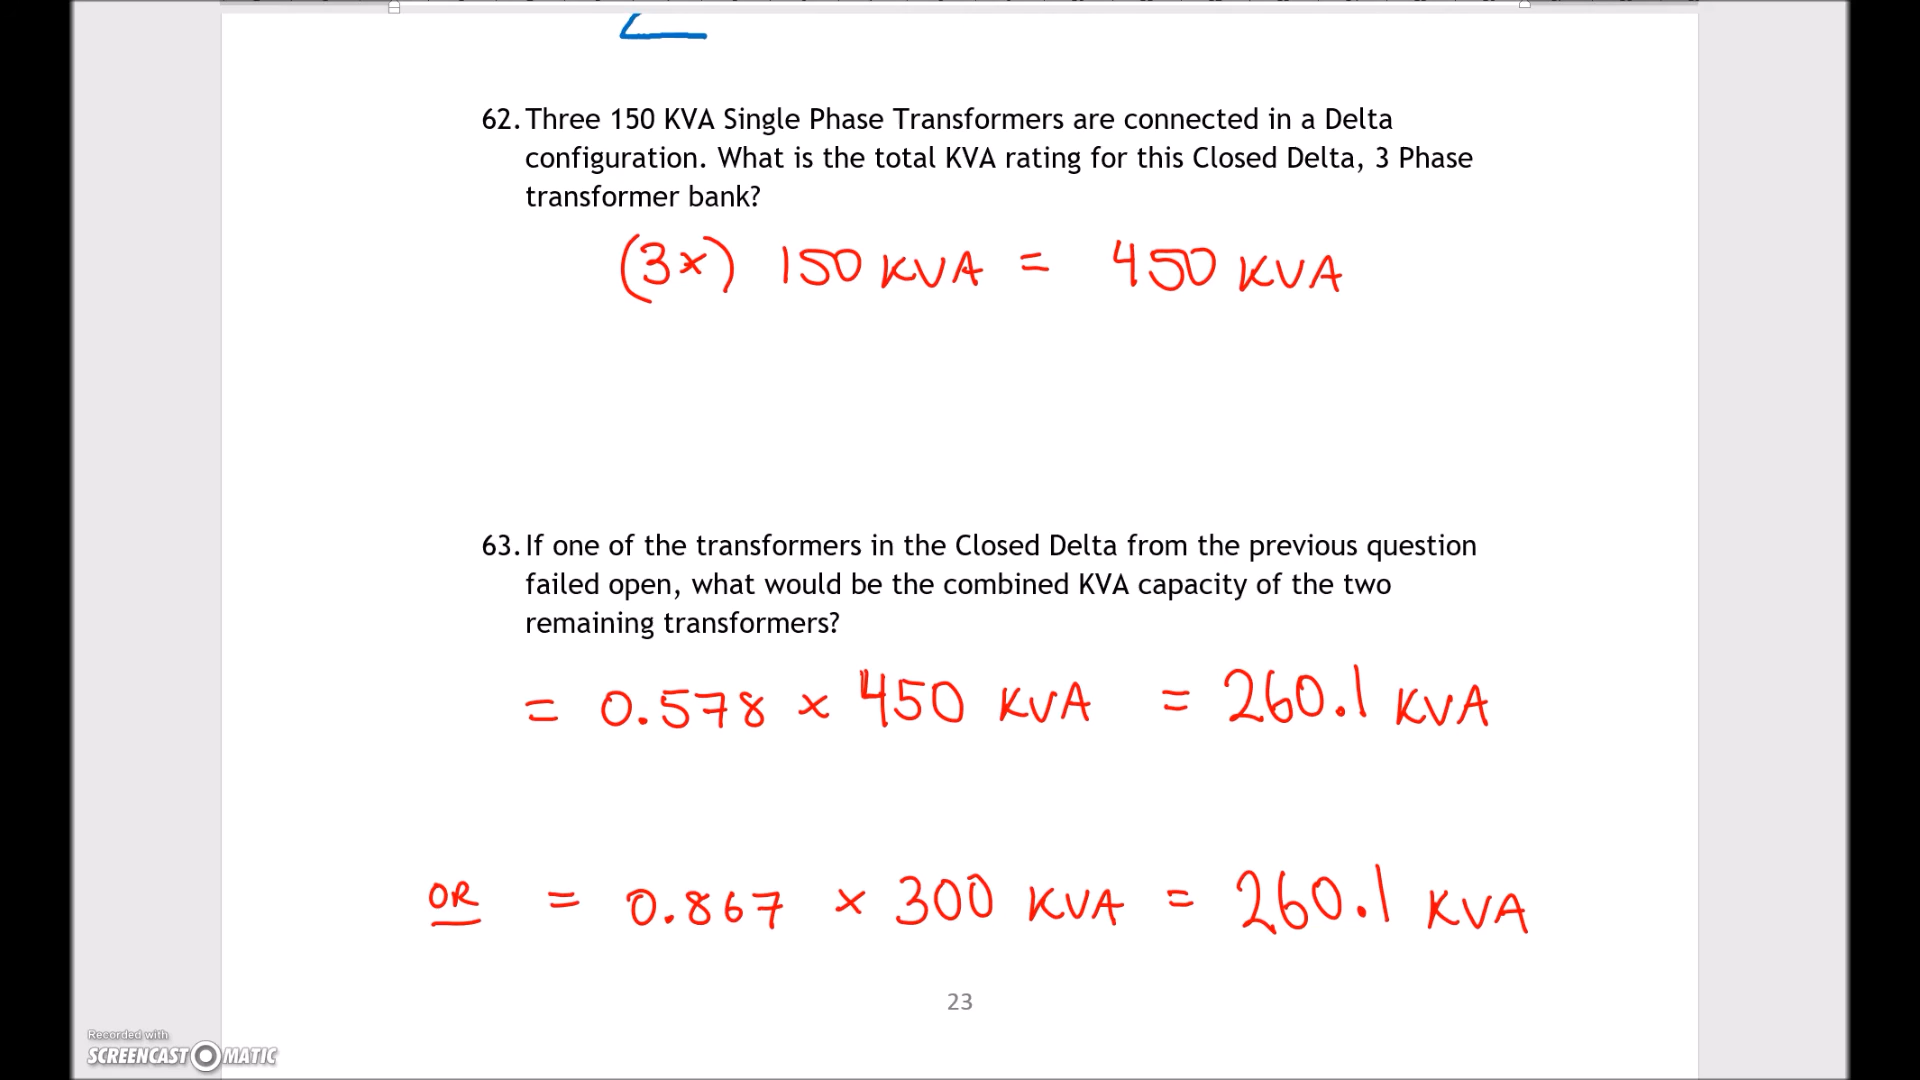 62. Three 150 KVA Single Phase Transformers are connected in a Delta
configuration. What is the total KVA rating for this Closed Delta, 3 Phase
transformer bank?
(3x) 150 KVA = 450 KVA
63. If one of the transformers in the Closed Delta from the previous question
failed open, what would be the combined KVA capacity of the two
remaining transformers?
= 0.578 x 450 KVA = 260.1 KVA
OR = 0.867 x 300 KVA = 260.1 KVA
23
Recorded with
SCREENCAST MATIC